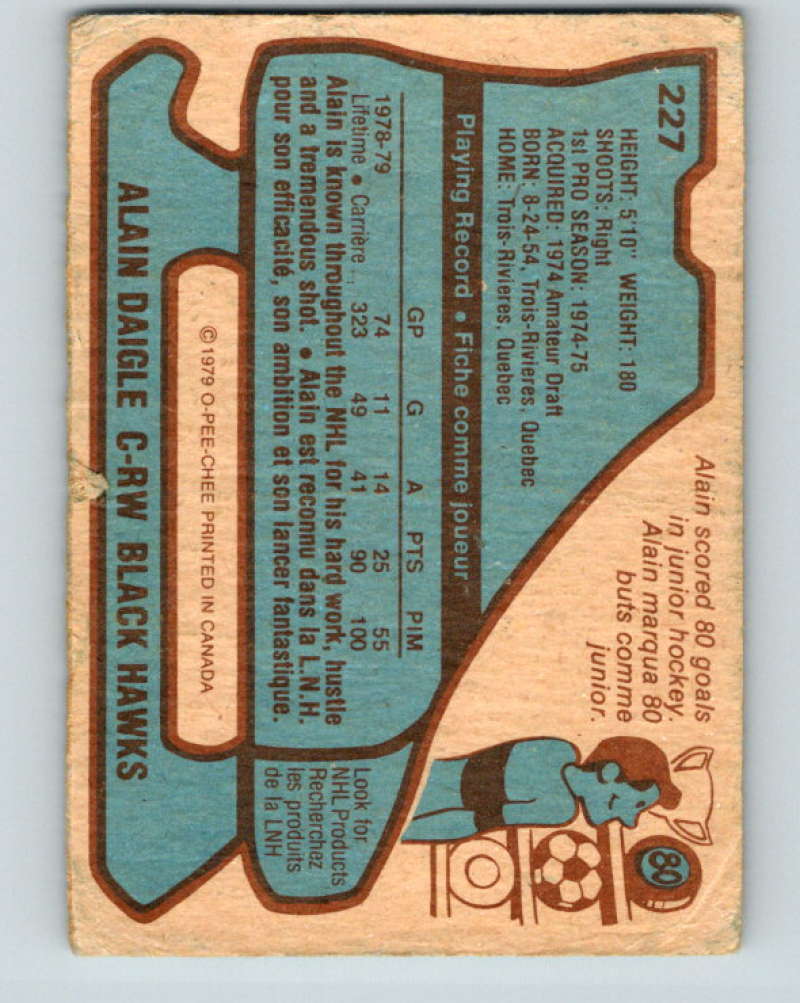 227
HEIGHT: 5'10" WEIGHT: 180
SHOOTS: Right
1st PRO SEASON: 1974-75
ACQUIRED: 1974 Amateur Draft
BORN: 8-24-54, Trois-Rivieres, Quebec
HOME: Trois-Rivieres, Quebec
Alain scored 80 goals
in junior hockey.
Alain marqua 80
buts comme
junior.
80
Playing Record • Fiche comme joueur
GP G A PTS PIM
1978-79 74 11 14 25 55
Lifetime • Carrière .. 323 49 41 90 100
Alain is known throughout the NHL for his hard work, hustle
and a tremendous shot. • Alain est reconnu dans la L.N.H.
pour son efficacité, son ambition et son lancer fantastique.
Look for
NHL Products
Recherchez
les produits
de la LNH
© 1979 O-PEE-CHEE PRINTED IN CANADA
ALAIN DAIGLE C-RW BLACK HAWKS